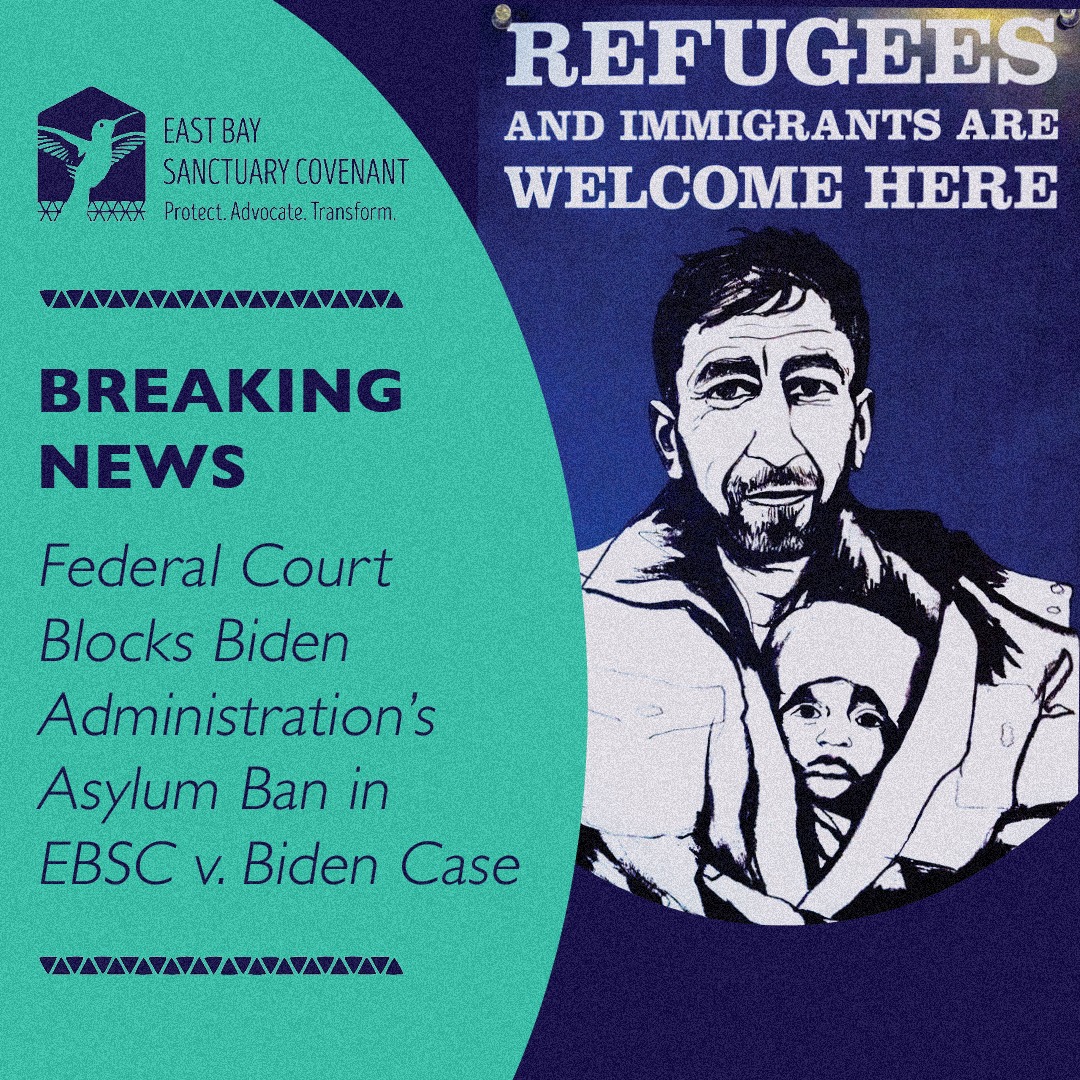 EAST BAY
SANCTUARY COVENANT
Protect. Advocate. Transform.
BREAKING
NEWS
Federal Court
Blocks Biden
Administration’s
Asylum Ban in
EBSC v. Biden Case
REFUGEES
AND IMMIGRANTS ARE
WELCOME HERE